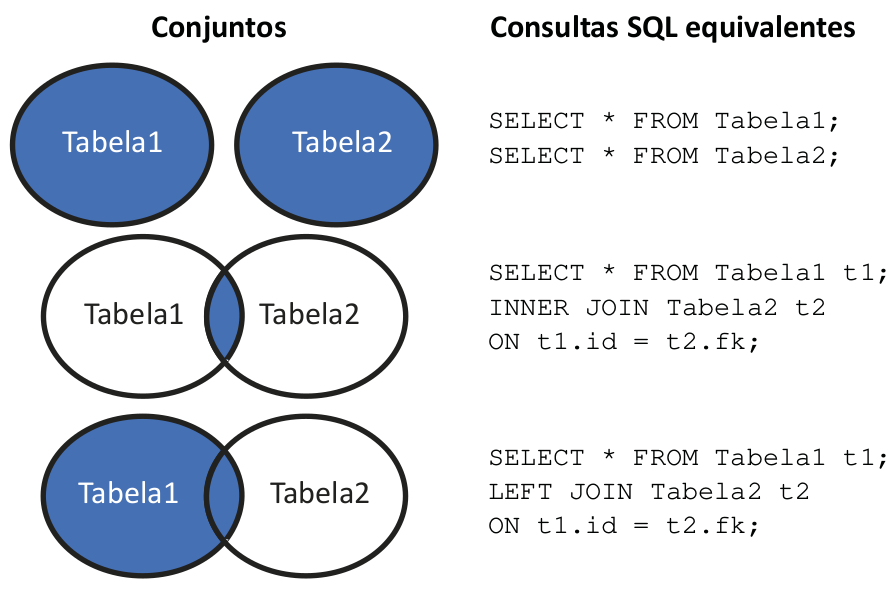 Conjuntos
Consultas SQL equivalentes
Tabela1
Tabela2
SELECT * FROM Tabela1;
SELECT * FROM Tabela2;
Tabela1
Tabela2
SELECT * FROM Tabela1 t1;
INNER JOIN Tabela2 t2
ON t1.id = t2.fk;
Tabela1
Tabela2
SELECT * FROM Tabela1 t1;
LEFT JOIN Tabela2 t2
ON t1.id = t2.fk;